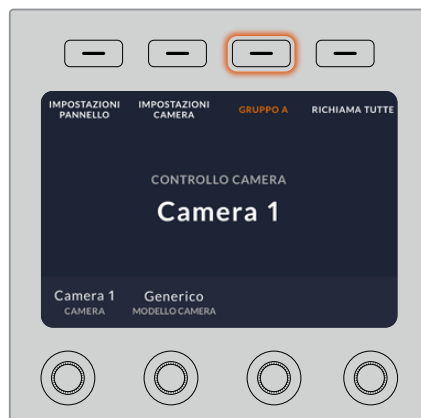 IMPOSTAZIONI PANNELLO
IMPOSTAZIONI CAMERA
GRUPPO A
RICHIAMA TUTTE
CONTROLLO CAMERA
Camera 1
Camera 1
CAMERA
Generico
MODELLO CAMERA